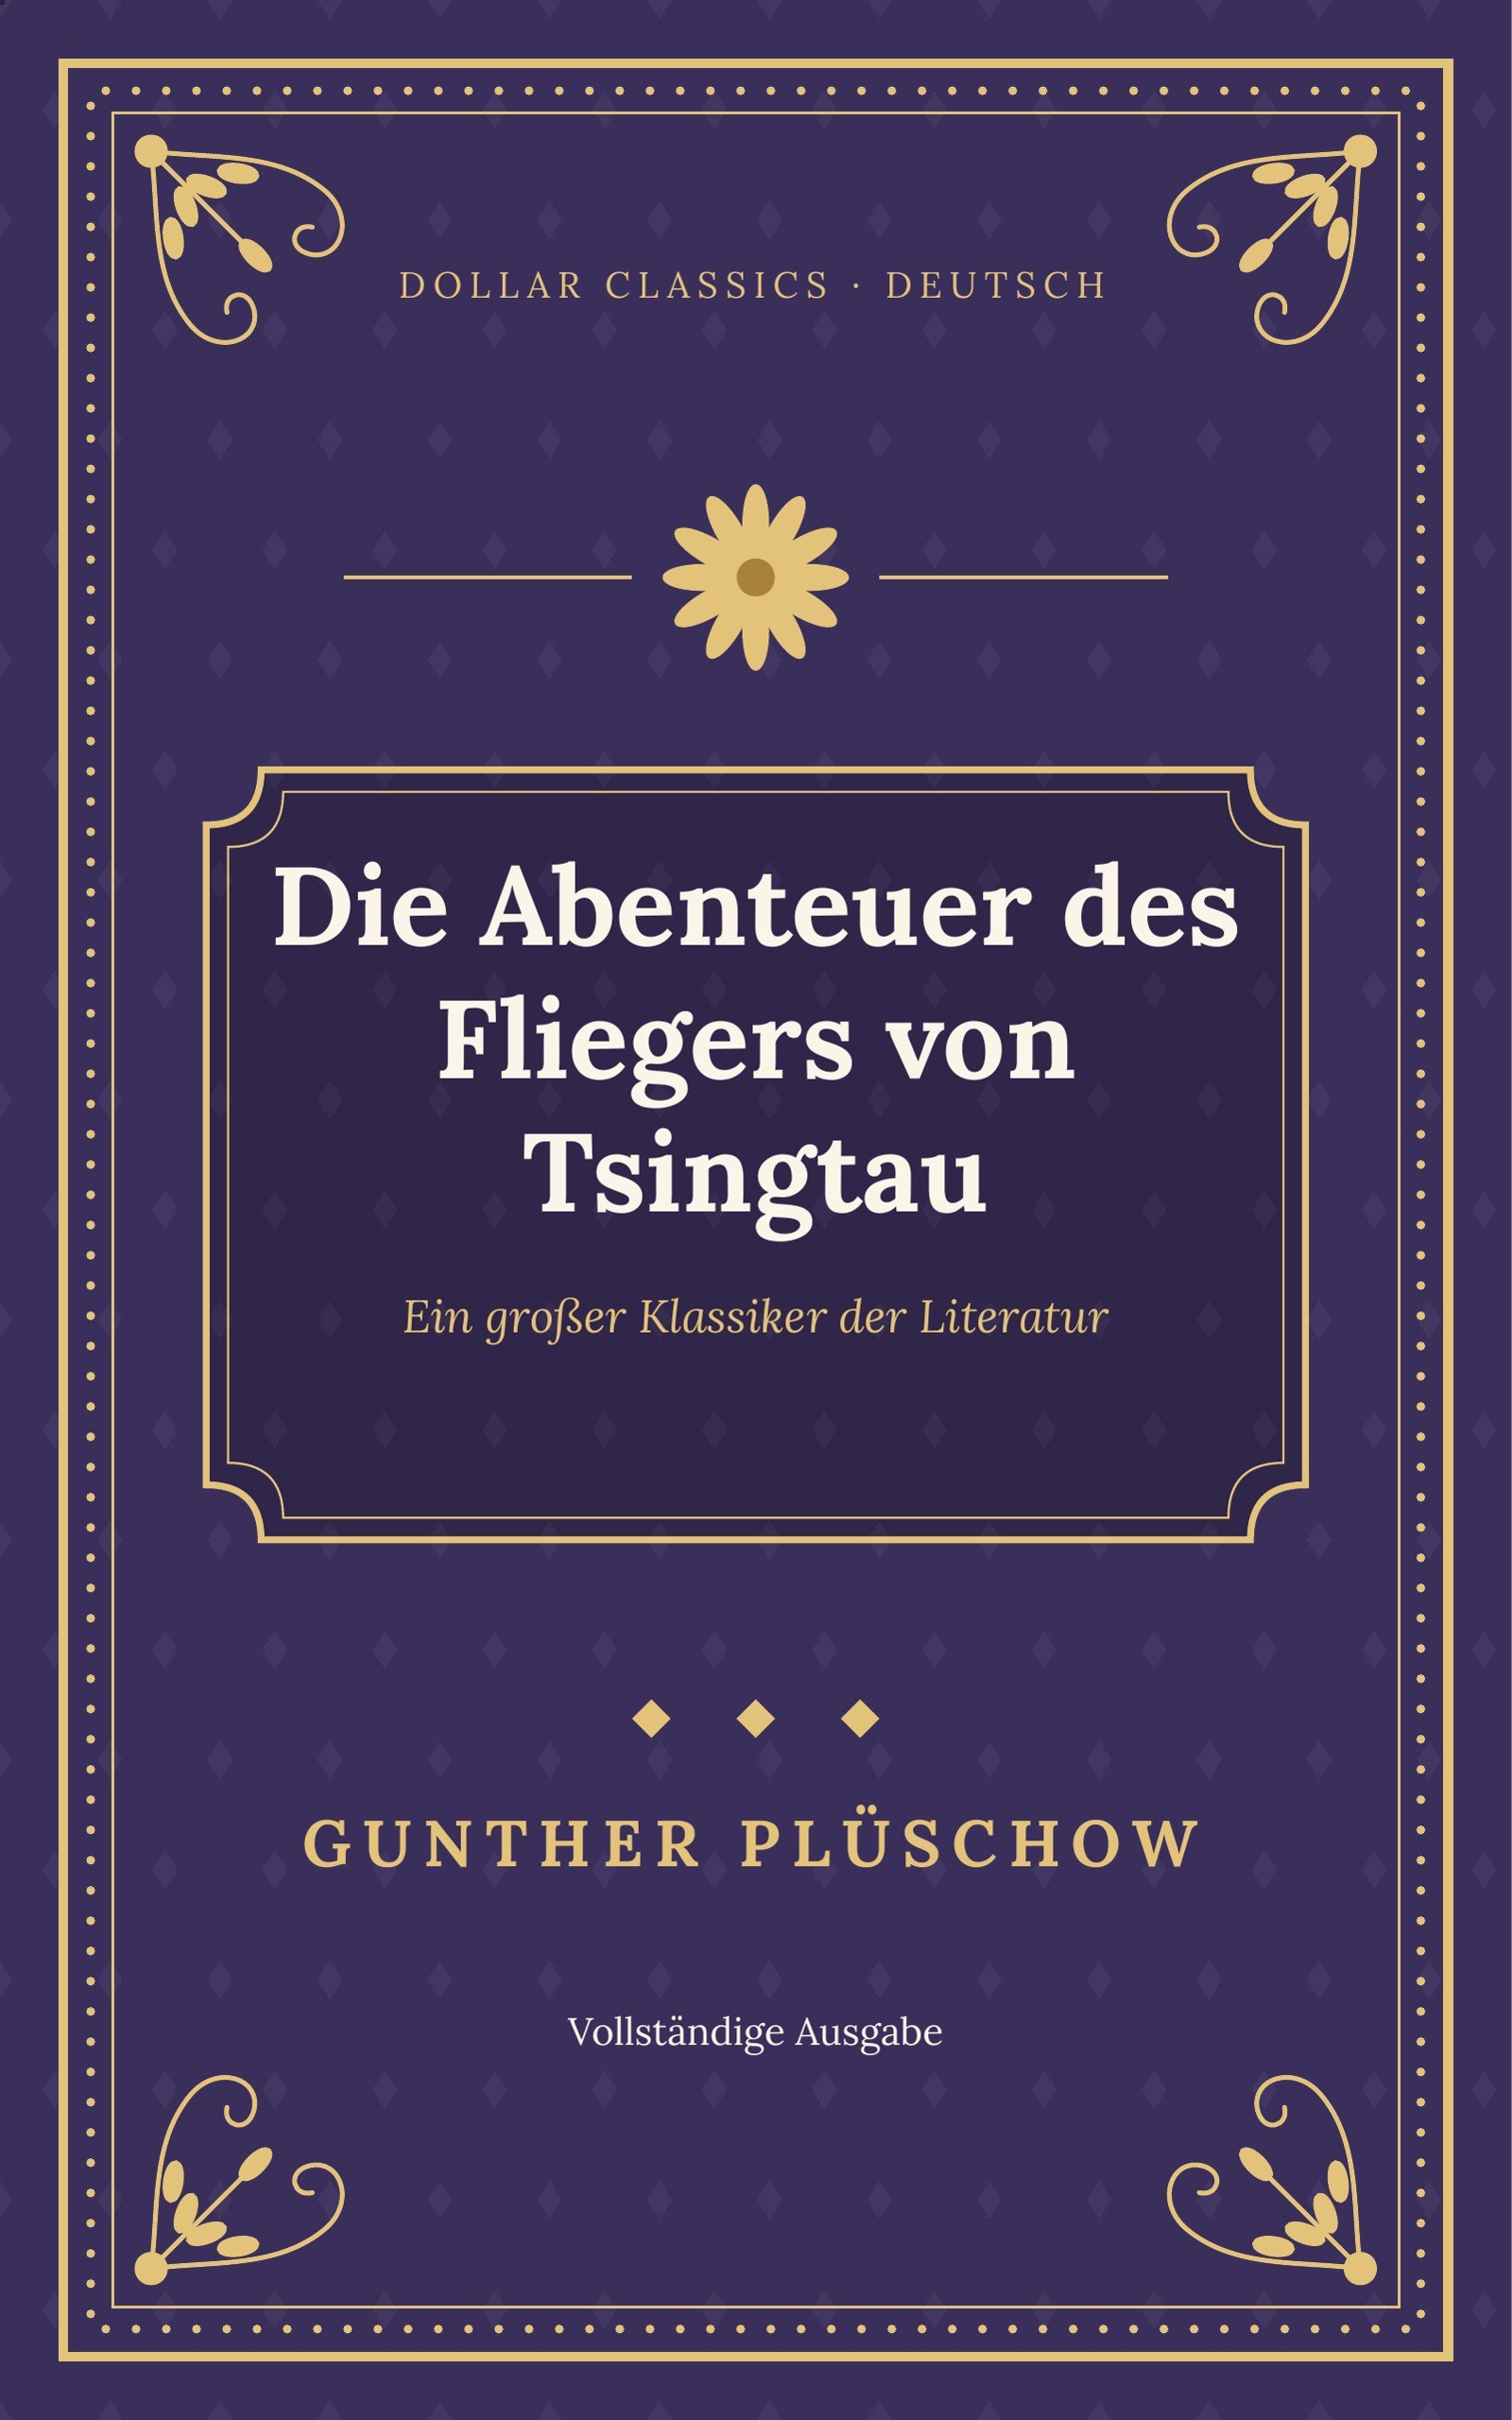 DOLLAR CLASSICS · DEUTSCH
Die Abenteuer des
Fliegers von
Tsingtau
Ein großer Klassiker der Literatur
GUNTHER PLÜSCHOW
Vollständige Ausgabe